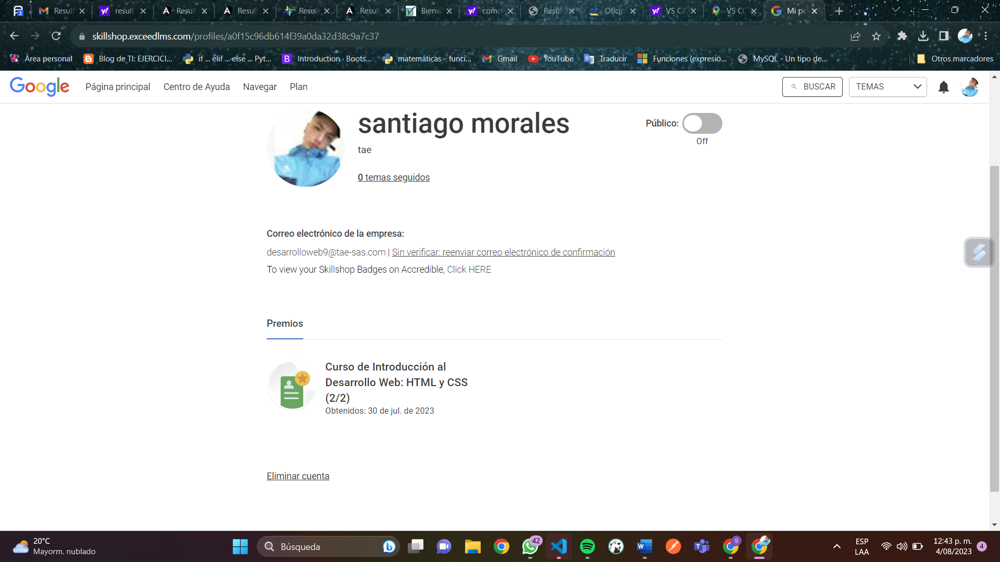 Resul
result
Result
Result
Resul
Resul
Bienv
como
Resul
Oficin
VS CA
VS CO
Mi pe
skillshop.exceedlms.com/profiles/a0f15c96db614f39a0da32d38c9a7c37
Área personal
Blog de TI: EJERCICI...
if ... elif ... else ... Pyt...
Introduction · Boots...
matemáticas - funci...
Gmail
YouTube
Traducir
Funciones (expresió...
MySQL - Un tipo de...
Otros marcadores
Google
Página principal
Centro de Ayuda
Navegar
Plan
BUSCAR
TEMAS
santiago morales
Público:
Off
tae
0 temas seguidos
Correo electrónico de la empresa:
desarrolloweb9@tae-sas.com | Sin verificar: reenviar correo electrónico de confirmación
To view your Skillshop Badges on Accredible, Click HERE
Premios
Curso de Introducción al
Desarrollo Web: HTML y CSS
(2/2)
Obtenidos: 30 de jul. de 2023
Eliminar cuenta
20°C
Mayorm. nublado
Búsqueda
42
ESP
LAA
12:43 p. m.
4/08/2023
4